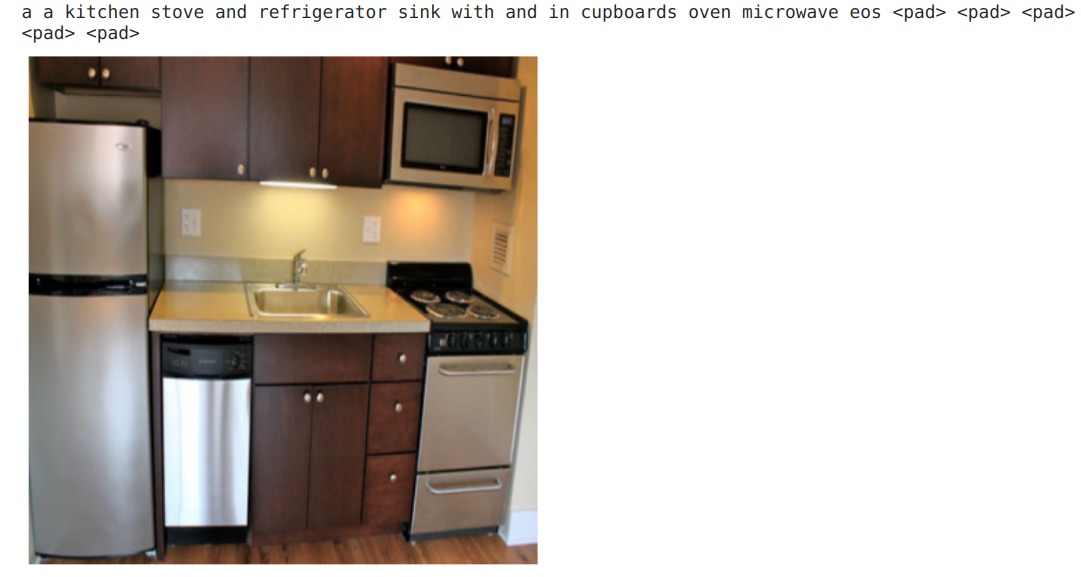 a a kitchen stove and refrigerator sink with and in cupboards oven microwave eos <pad> <pad> <pad>
<pad> <pad>